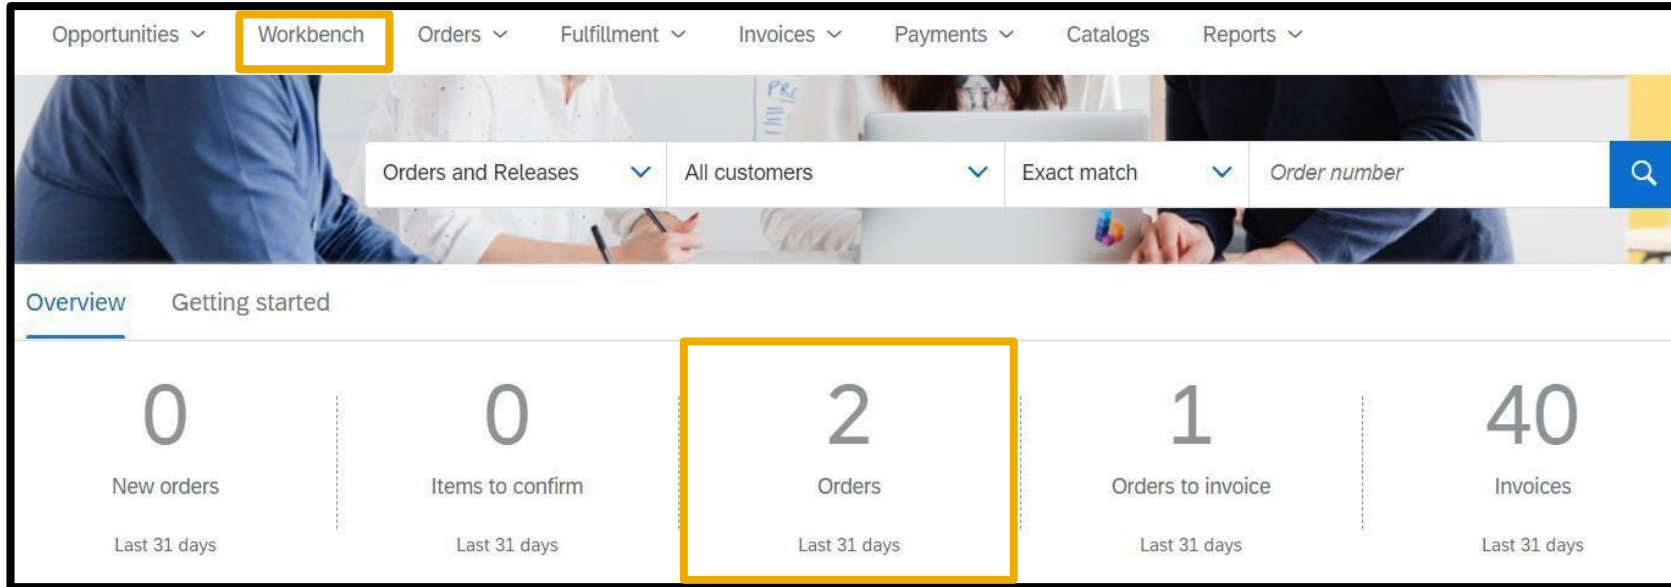 Opportunities Workbench Orders Fulfillment Invoices Payments Catalogs Reports
PRC
Orders and Releases All customers Exact match Order number
Overview Getting started
0 0 2 1 40
New orders Items to confirm Orders Orders to invoice Invoices
Last 31 days Last 31 days Last 31 days Last 31 days Last 31 days